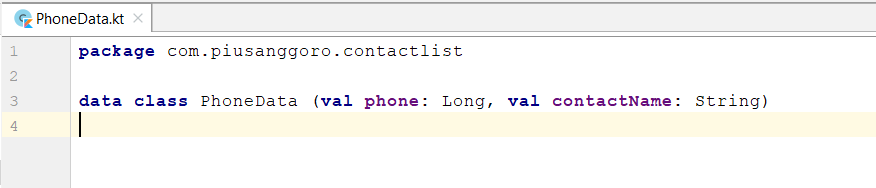 PhoneData.kt
1 package com.piusanggoro.contactlist
2
3 data class PhoneData (val phone: Long, val contactName: String)
4